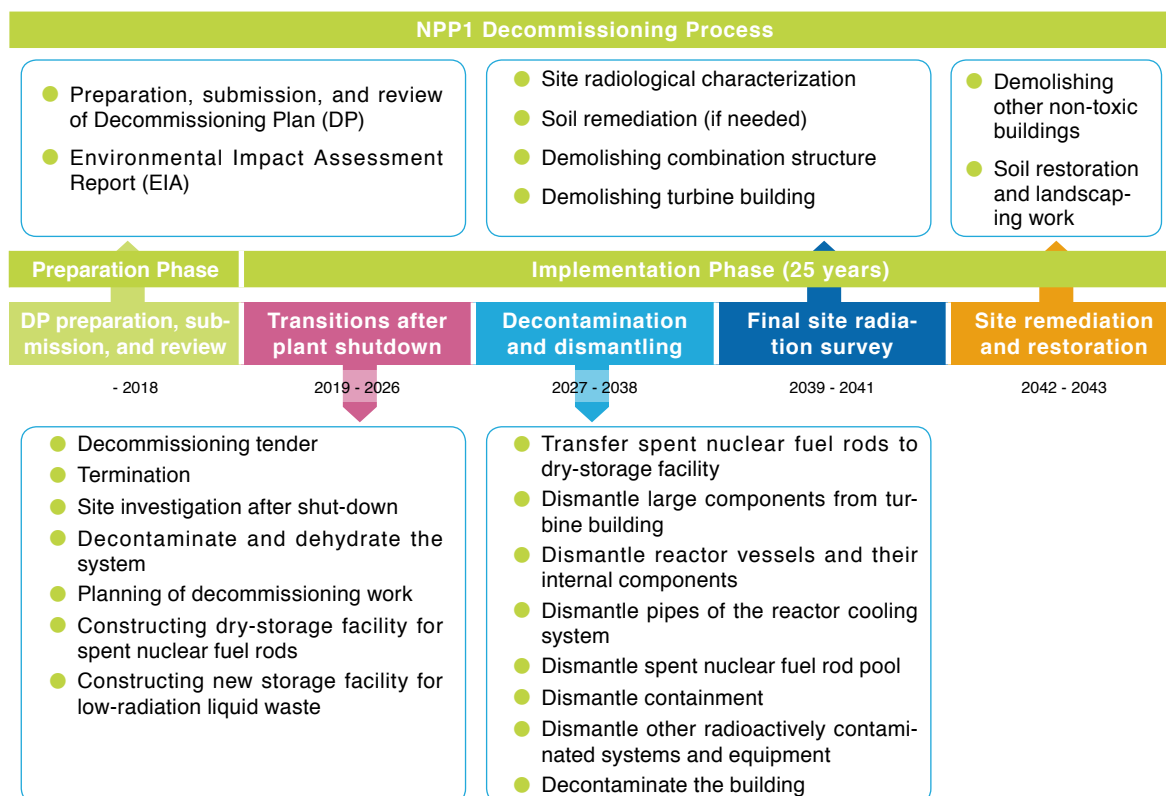 NPP1 Decommissioning Process
Preparation, submission, and review
of Decommissioning Plan (DP)
Environmental Impact Assessment
Report (EIA)
Site radiological characterization
Soil remediation (if needed)
Demolishing combination structure
Demolishing turbine building
Demolishing
other non-toxic
buildings
Soil restoration
and landscap-
ing work
Preparation Phase
Implementation Phase (25 years)
DP preparation, sub-
mission, and review
Transitions after
plant shutdown
Decontamination
and dismantling
Final site radia-
tion survey
Site remediation
and restoration
- 2018
2019 - 2026
2027 - 2038
2039 - 2041
2042 - 2043
Decommissioning tender
Termination
Site investigation after shut-down
Decontaminate and dehydrate the
system
Planning of decommissioning work
Constructing dry-storage facility for
spent nuclear fuel rods
Constructing new storage facility for
low-radiation liquid waste
Transfer spent nuclear fuel rods to
dry-storage facility
Dismantle large components from tur-
bine building
Dismantle reactor vessels and their
internal components
Dismantle pipes of the reactor cooling
system
Dismantle spent nuclear fuel rod pool
Dismantle containment
Dismantle other radioactively contami-
nated systems and equipment
Decontaminate the building